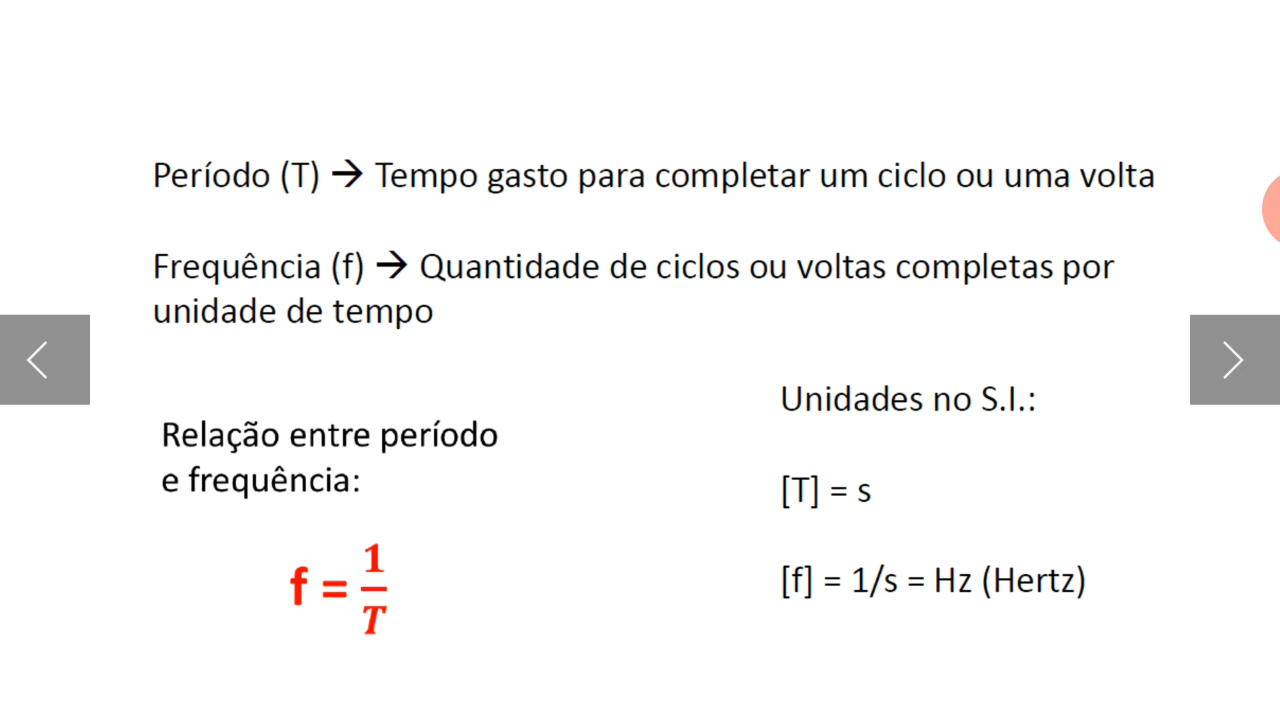 Período (T) → Tempo gasto para completar um ciclo ou uma volta
Frequência (f) → Quantidade de ciclos ou voltas completas por
unidade de tempo
Relação entre período
e frequência:
f = 1/T
Unidades no S.I.:
[T] = s
[f] = 1/s = Hz (Hertz)